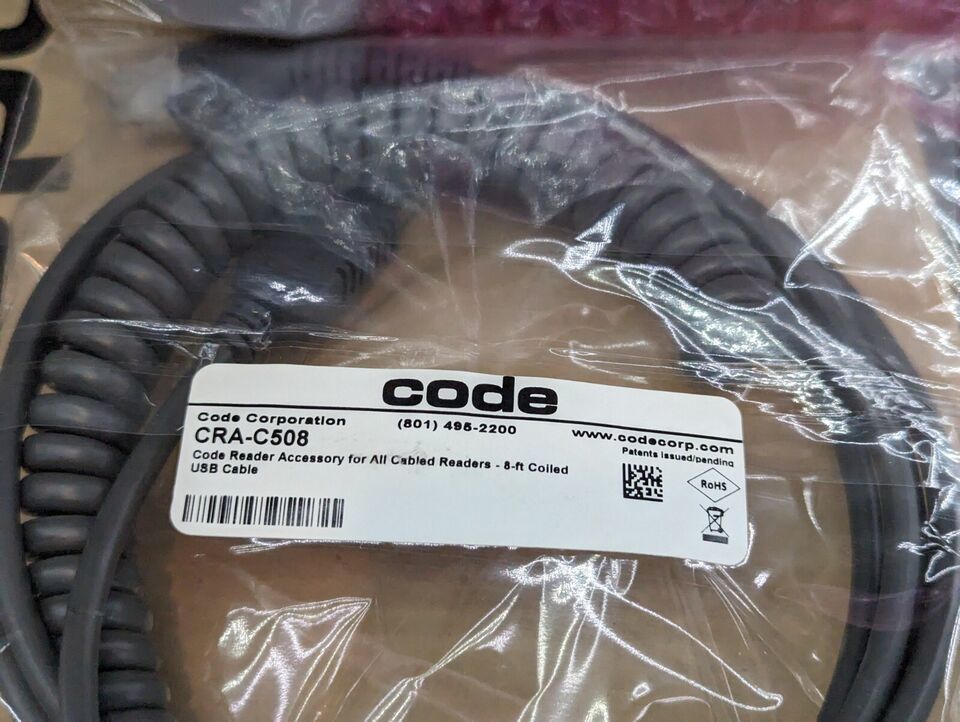 code
Code Corporation (801) 495-2200 www.codecorp.com
CRA-C508
Patents issued/pending
Code Reader Accessory for All Cabled Readers - 8-ft Coiled
USB Cable
RoHS